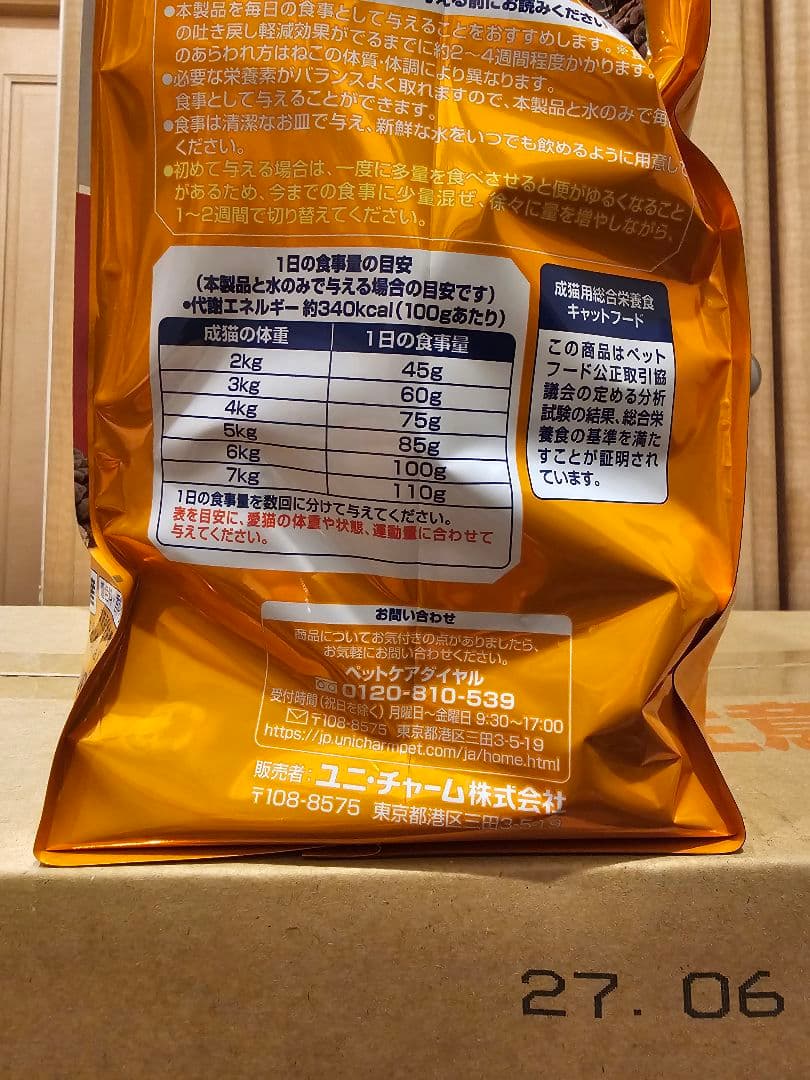 える前にお読みください
●本製品を毎日の食事として与えることをおすすめします。※
の吐き戻し軽減効果がでるまでに約2～4週間程度かかります。
のあらわれ方はねこの体質・体調により異なります。
●必要な栄養素がバランスよく取れますので、本製品と水のみで毎
食事として与えることができます。
●食事は清潔なお皿で与え、新鮮な水をいつでも飲めるように用意し
ください。
●初めて与える場合は、一度に多量を食べさせると便がゆるくなること
があるため、今までの食事に少量混ぜ、徐々に量を増やしながら、
1～2週間で切り替えてください。
1日の食事量の目安
(本製品と水のみで与える場合の目安です)
•代謝エネルギー 約340kcal(100gあたり)
成猫の体重 1日の食事量
2kg 45g
3kg 60g
4kg 75g
5kg 85g
6kg 100g
7kg 110g
1日の食事量を数回に分けて与えてください。
表を目安に、愛猫の体重や状態、運動量に合わせて
与えてください。
成猫用総合栄養食
キャットフード
この商品はペット
フード公正取引協
議会の定める分析
試験の結果、総合栄
養食の基準を満た
すことが証明され
ています。
お問い合わせ
商品についてお気付きの点がありましたら、
お気軽にお問い合わせください。
ペットケアダイヤル
0120-810-539
受付時間(祝日を除く)月曜日～金曜日 9:30～17:00
〒108-8575 東京都港区三田3-5-19
https://jp.unicharmpet.com/ja/home.html
販売者：ユニ・チャーム株式会社
〒108-8575 東京都港区三田3-5-19
27.06